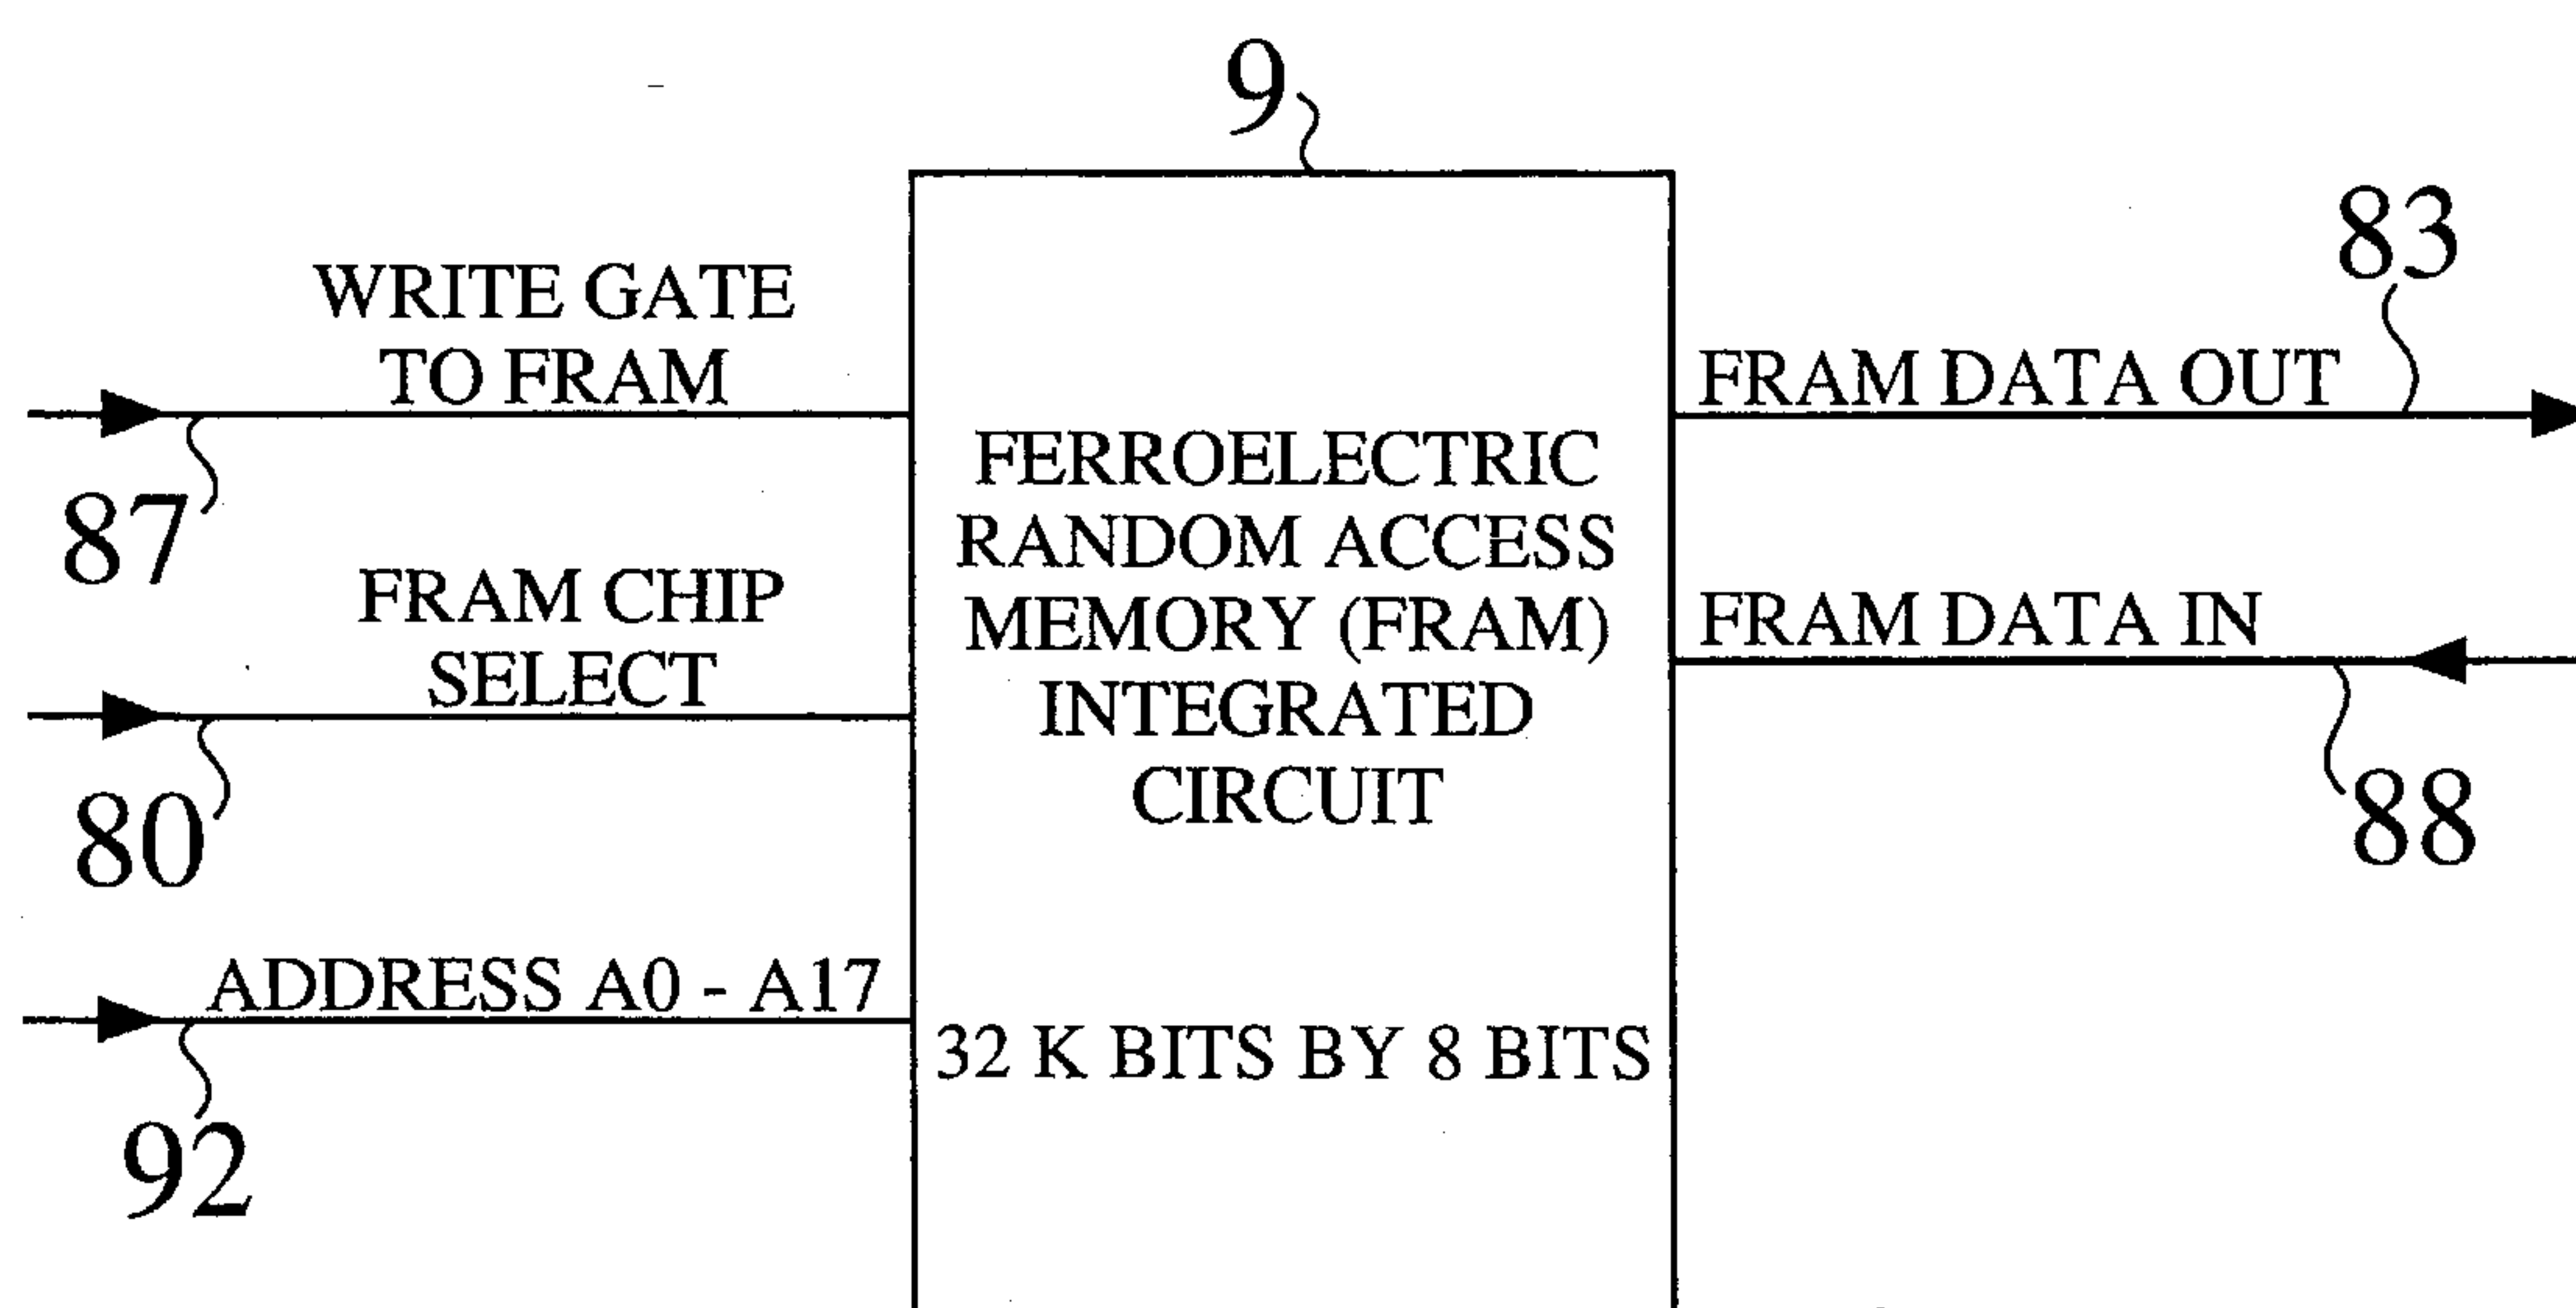 9
83
WRITE GATE
TO FRAM
FRAM DATA OUT
87
FERROELECTRIC
RANDOM ACCESS
MEMORY (FRAM)
INTEGRATED
CIRCUIT
FRAM CHIP
SELECT
FRAM DATA IN
80
88
ADDRESS A0 - A17
32 K BITS BY 8 BITS
92